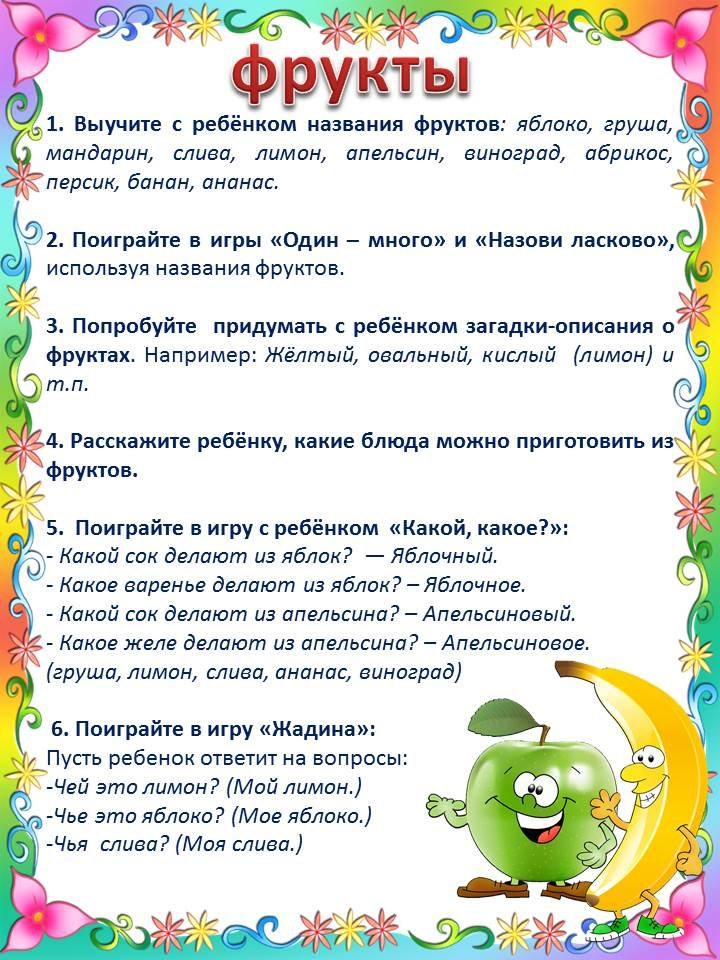 фрукты
1. Выучите с ребёнком названия фруктов: яблоко, груша,
мандарин, слива, лимон, апельсин, виноград, абрикос,
персик, банан, ананас.
2. Поиграйте в игры «Один – много» и «Назови ласково»,
используя названия фруктов.
3. Попробуйте придумать с ребёнком загадки-описания о
фруктах. Например: Жёлтый, овальный, кислый (лимон) и
т.п.
4. Расскажите ребёнку, какие блюда можно приготовить из
фруктов.
5. Поиграйте в игру с ребёнком «Какой, какое?»:
- Какой сок делают из яблок? — Яблочный.
- Какое варенье делают из яблок? – Яблочное.
- Какой сок делают из апельсина? – Апельсиновый.
- Какое желе делают из апельсина? – Апельсиновое.
(груша, лимон, слива, ананас, виноград)
6. Поиграйте в игру «Жадина»:
Пусть ребенок ответит на вопросы:
-Чей это лимон? (Мой лимон.)
-Чье это яблоко? (Мое яблоко.)
-Чья слива? (Моя слива.)